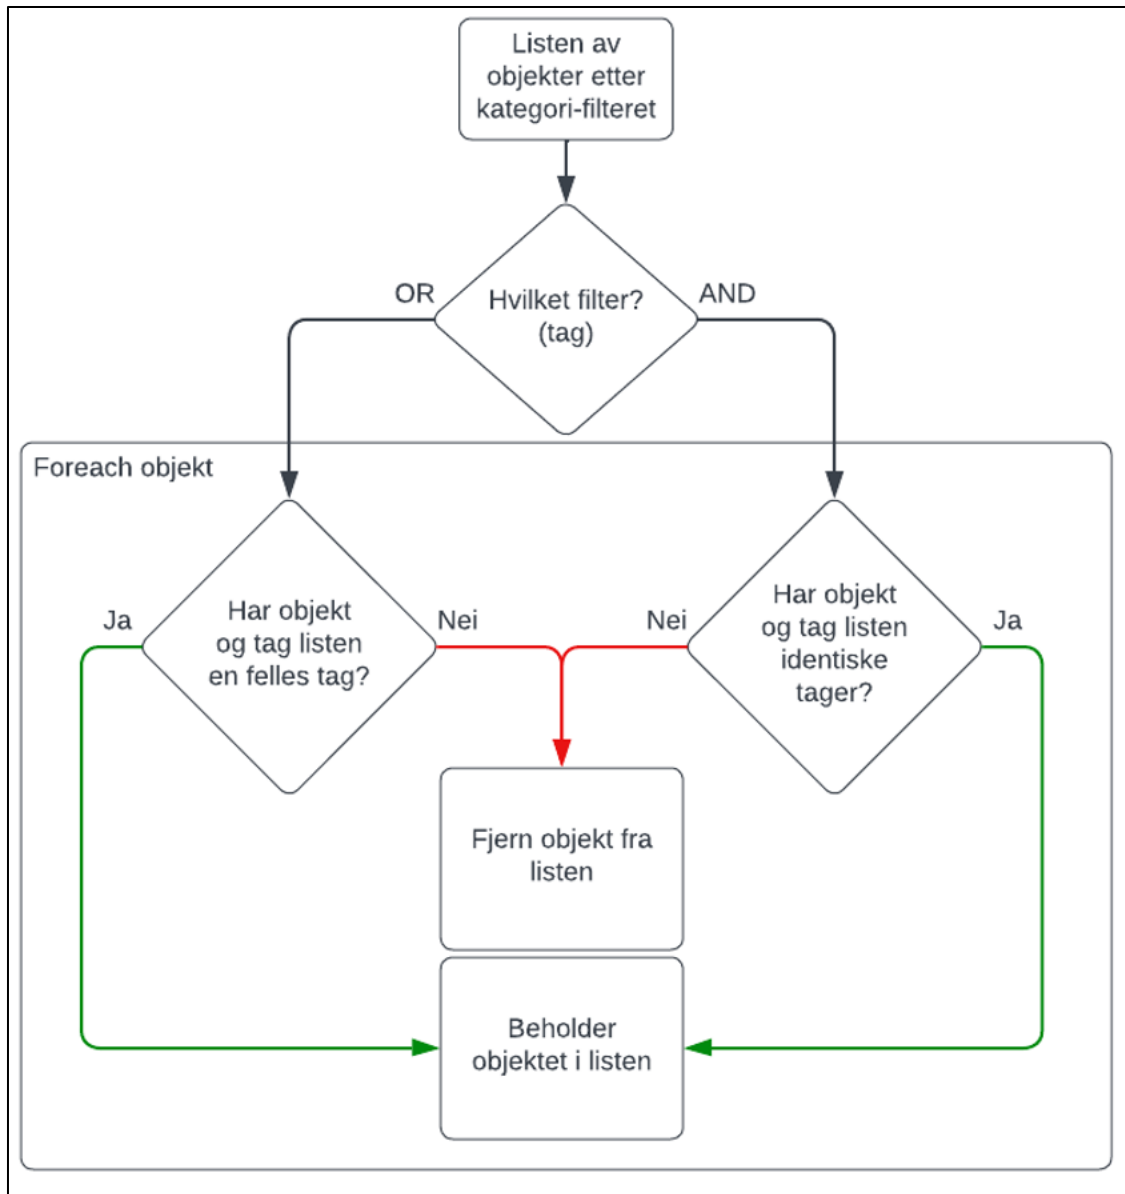 Listen av
objekter etter
kategori-filteret
OR
Hvilket filter?
(tag)
AND
Foreach objekt
Ja
Har objekt
og tag listen
en felles tag?
Nei
Nei
Har objekt
og tag listen
identiske
tager?
Ja
Fjern objekt fra
listen
Beholder
objektet i listen